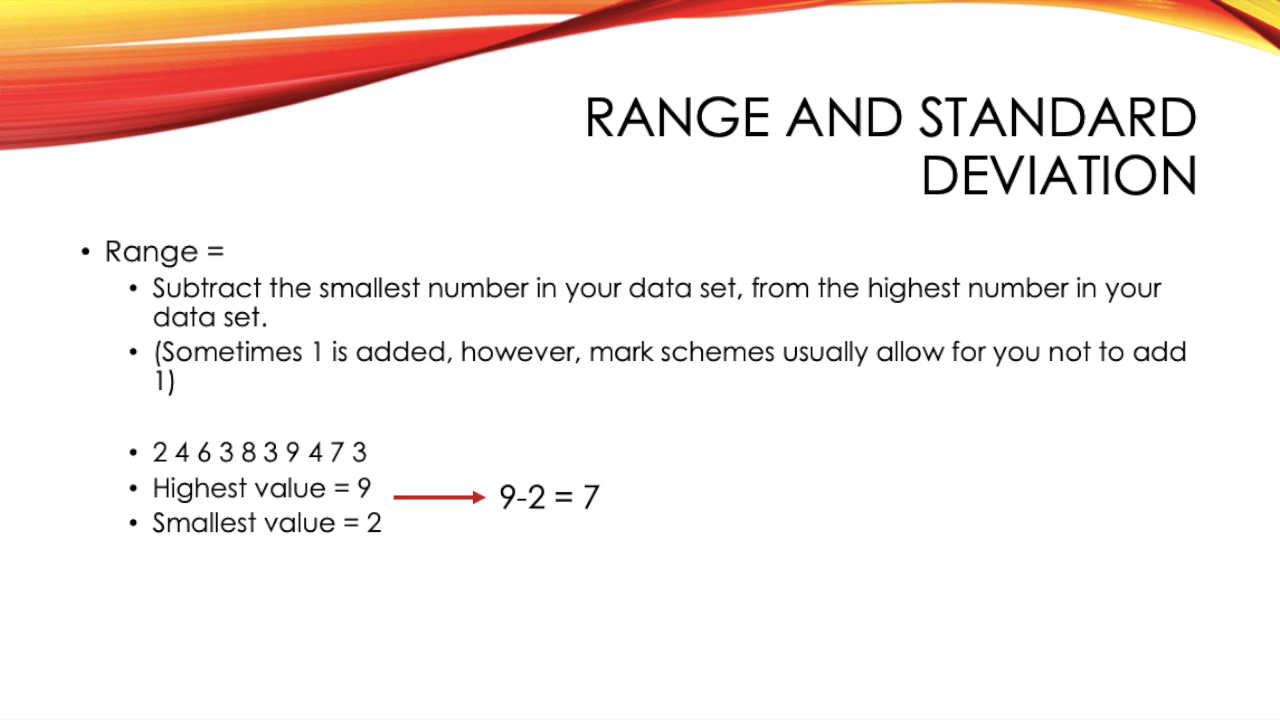 RANGE AND STANDARD
DEVIATION
• Range =
• Subtract the smallest number in your data set, from the highest number in your
data set.
• (Sometimes 1 is added, however, mark schemes usually allow for you not to add
1)
• 2 4 6 3 8 3 9 4 7 3
• Highest value = 9
• Smallest value = 2
9-2 = 7